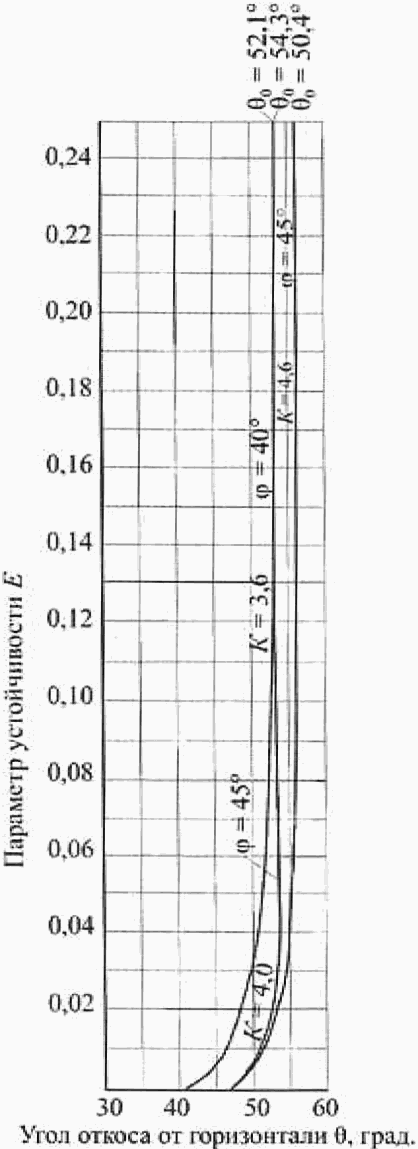 θ₀ = 52,1°
θ₀ = 54,3°
θ₀ = 50,4°
0,24
0,22
0,20
0,18
0,16
0,14
0,12
0,10
0,08
0,06
0,04
0,02
φ = 45°
K = 4,6
φ = 40°
K = 3,6
φ = 45°
K = 4,0
Параметр устойчивости E
30 40 50 60
Угол откоса от горизонтали θ, град.